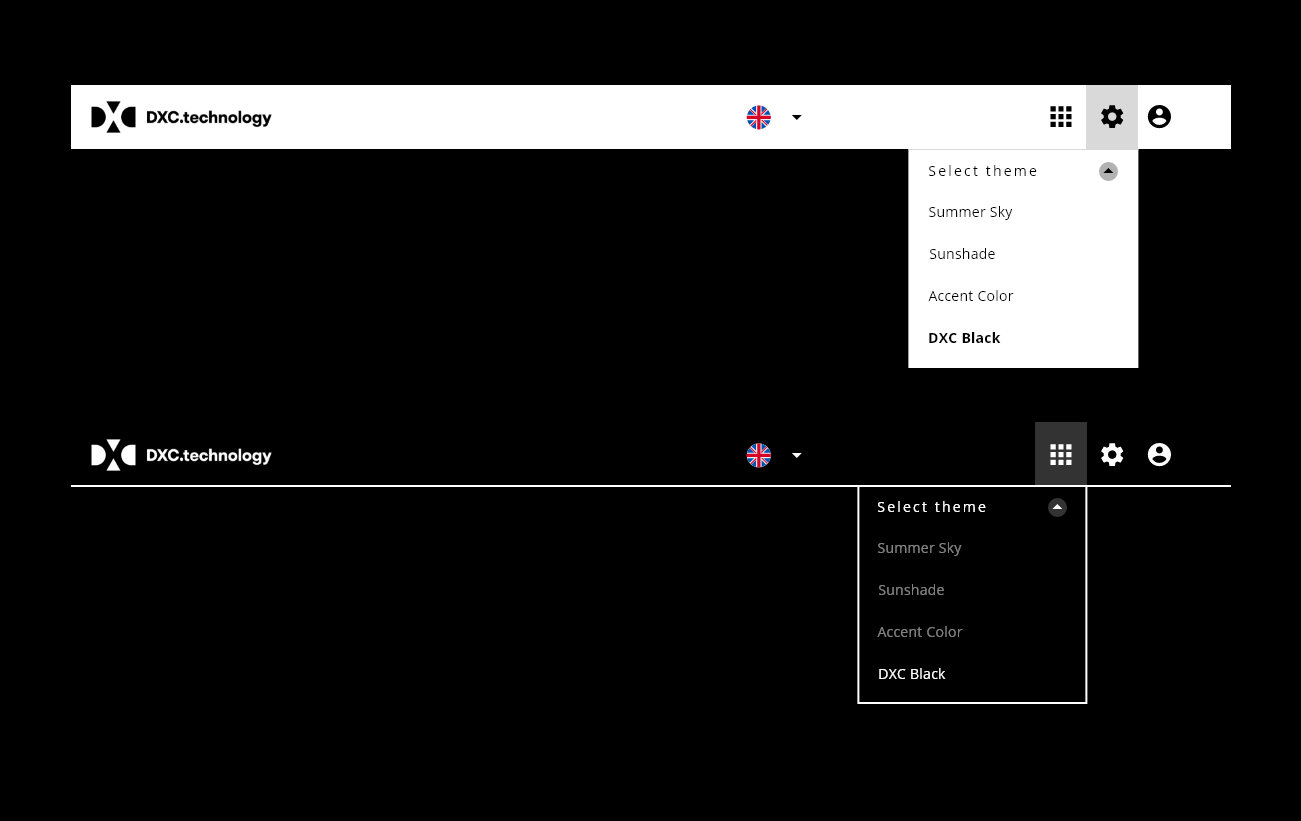 DXC.technology
Select theme
Summer Sky
Sunshade
Accent Color
DXC Black
DXC.technology
Select theme
Summer Sky
Sunshade
Accent Color
DXC Black